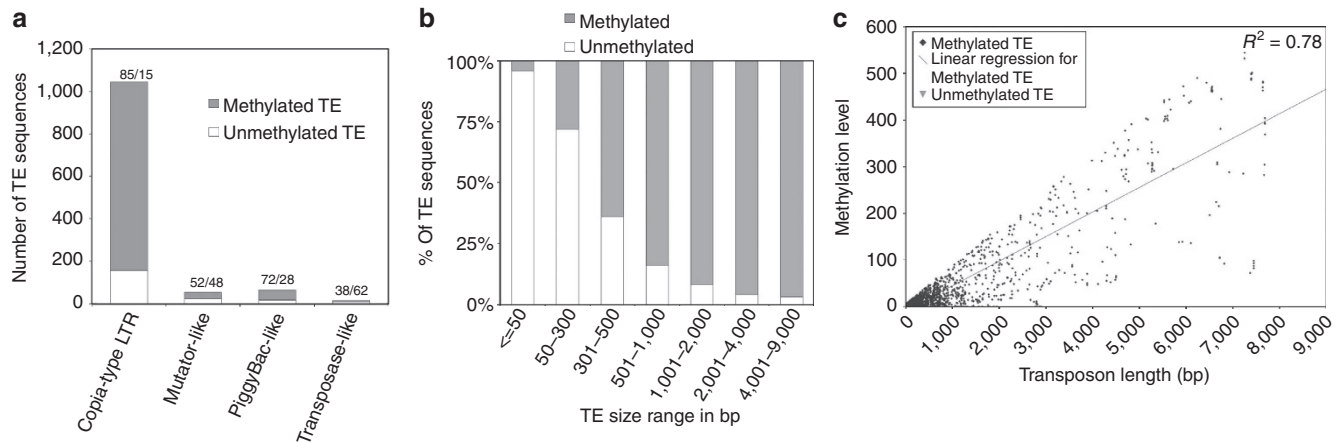 a
1,200
1,000
800
600
400
200
0
Number of TE sequences
85/15
52/48
72/28
38/62
Methylated TE
Unmethylated TE
Copia-type LTR
Mutator-like
PiggyBac-like
Transposase-like
b
Methylated
Unmethylated
100%
75%
50%
25%
0%
% Of TE sequences
<=50
50–300
301–500
501–1,000
1,001–2,000
2,001–4,000
4,001–9,000
TE size range in bp
c
600
500
400
300
200
100
0
Methylation level
Methylated TE
Linear regression for
Methylated TE
Unmethylated TE
R² = 0.78
0
1,000
2,000
3,000
4,000
5,000
6,000
7,000
8,000
9,000
Transposon length (bp)